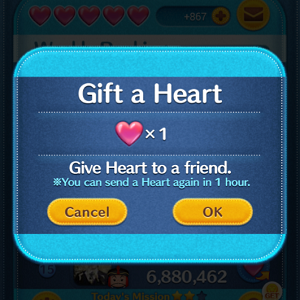 +867
Gift a Heart
×1
Give Heart to a friend.
※You can send a Heart again in 1 hour.
Cancel OK
15
6,880,462
Today's Mission